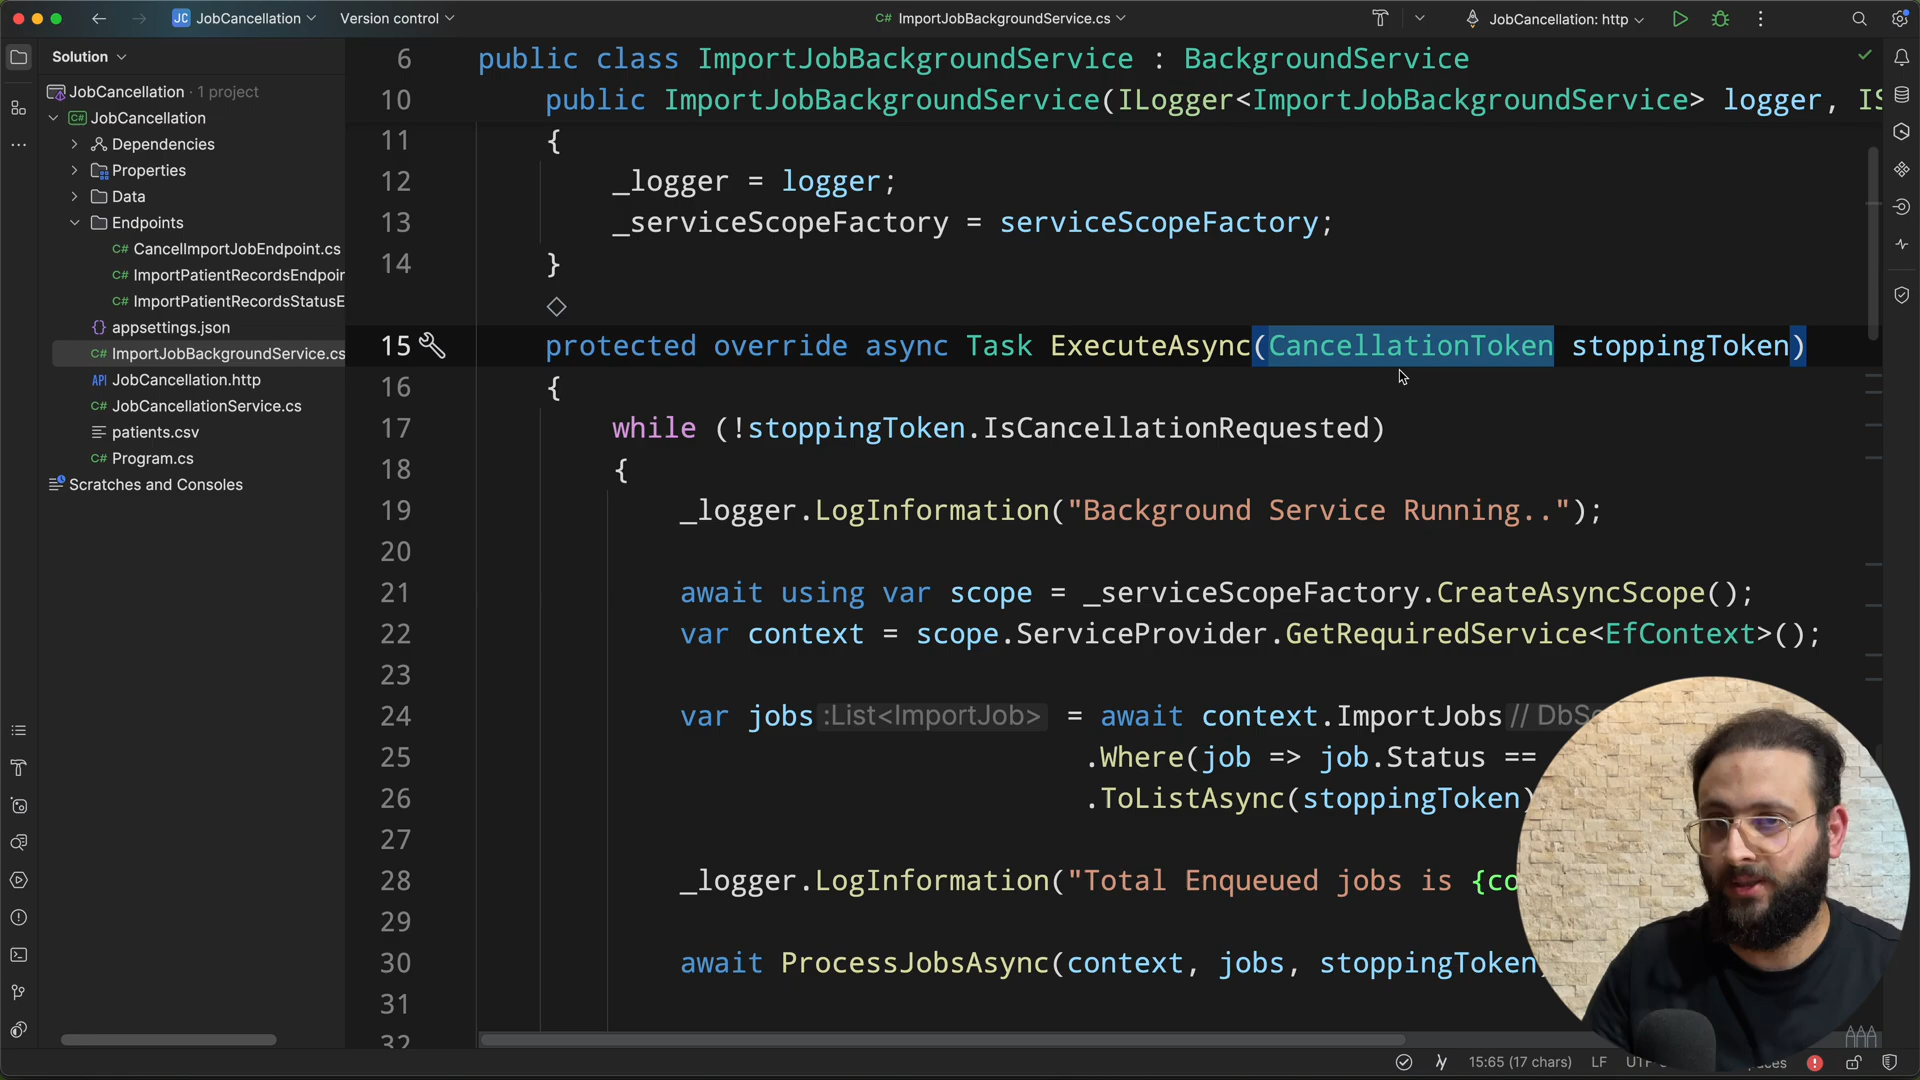 JC JobCancellation
Version control
C# ImportJobBackgroundService.cs
JobCancellation: http
Solution
JobCancellation · 1 project
C# JobCancellation
Dependencies
Properties
Data
Endpoints
C# CancelImportJobEndpoint.cs
C# ImportPatientRecordsEndpoin
C# ImportPatientRecordsStatusE
{} appsettings.json
C# ImportJobBackgroundService.cs
API JobCancellation.http
C# JobCancellationService.cs
patients.csv
C# Program.cs
Scratches and Consoles
6 public class ImportJobBackgroundService : BackgroundService
10 public ImportJobBackgroundService(ILogger<ImportJobBackgroundService> logger, IS
11 {
12 _logger = logger;
13 _serviceScopeFactory = serviceScopeFactory;
14 }
15 protected override async Task ExecuteAsync(CancellationToken stoppingToken)
16 {
17 while (!stoppingToken.IsCancellationRequested)
18 {
19 _logger.LogInformation("Background Service Running..");
20
21 await using var scope = _serviceScopeFactory.CreateAsyncScope();
22 var context = scope.ServiceProvider.GetRequiredService<EfContext>();
23
24 var jobs :List<ImportJob> = await context.ImportJobs // DbSe
25 .Where(job => job.Status ==
26 .ToListAsync(stoppingToken)
27
28 _logger.LogInformation("Total Enqueued jobs is {co
29
30 await ProcessJobsAsync(context, jobs, stoppingToken
31
32
15:65 (17 chars) LF UTF